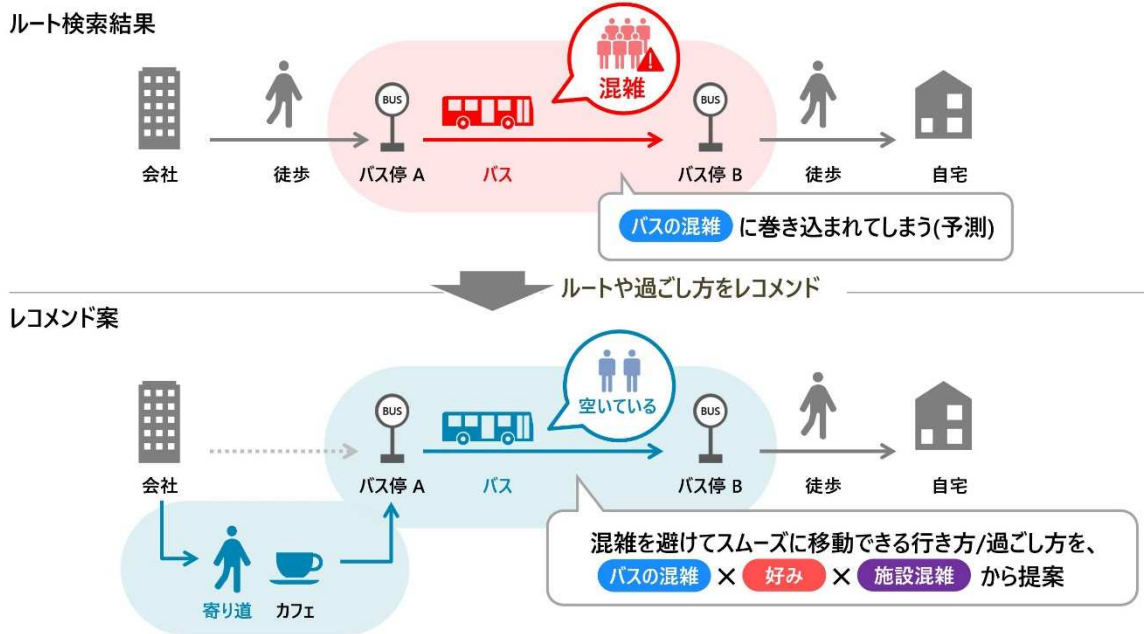 ルート検索結果
混雑
BUS
BUS
会社
徒歩
バス停 A
バス
バス停 B
徒歩
自宅
バスの混雑 に巻き込まれてしまう(予測)
ルートや過ごし方をレコメンド
レコメンド案
空いている
BUS
BUS
会社
バス停 A
バス
バス停 B
徒歩
自宅
混雑を避けてスムーズに移動できる行き方/過ごし方を、
バスの混雑 × 好み × 施設混雑 から提案
寄り道
カフェ